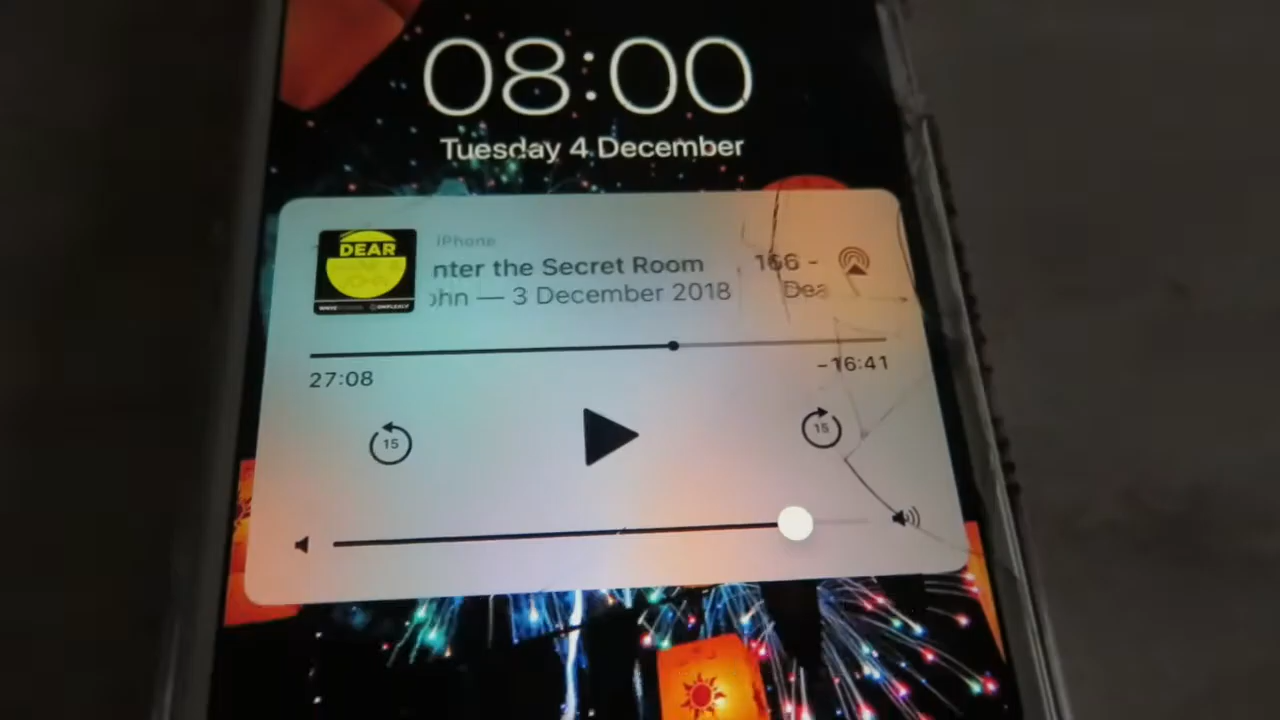 08:00
Tuesday 4 December
DEAR
iPhone
nter the Secret Room 166 -
ohn — 3 December 2018 Dea
27:08 -16:41
15 15